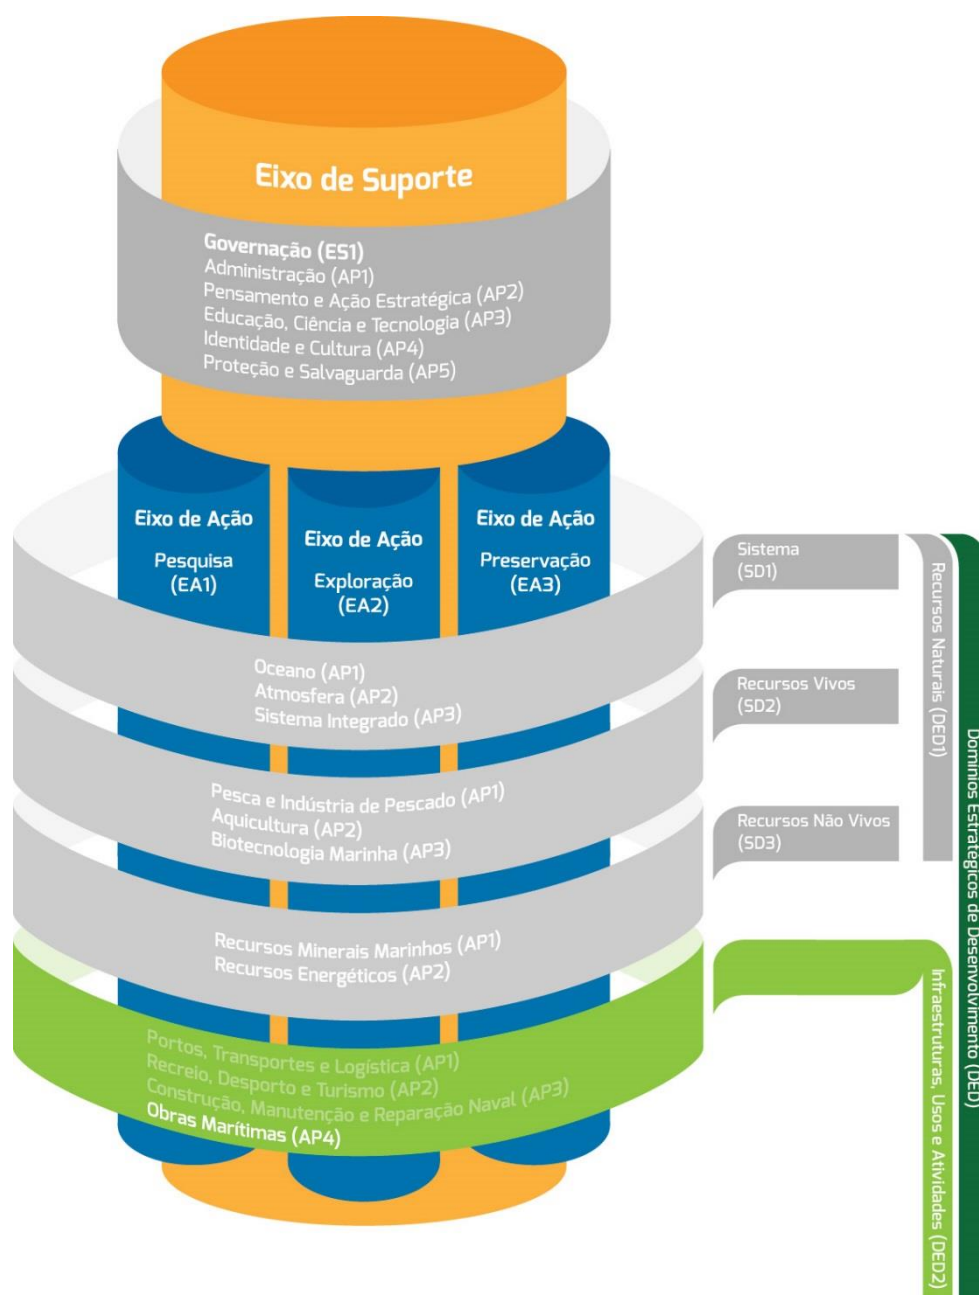 Eixo de Suporte
Governação (ES1)
Administração (AP1)
Pensamento e Ação Estratégica (AP2)
Educação, Ciência e Tecnologia (AP3)
Identidade e Cultura (AP4)
Proteção e Salvaguarda (AP5)
Eixo de Ação
Pesquisa
(EA1)
Eixo de Ação
Exploração
(EA2)
Eixo de Ação
Preservação
(EA3)
Oceano (AP1)
Atmosfera (AP2)
Sistema Integrado (AP3)
Pesca e Indústria de Pescado (AP1)
Aquicultura (AP2)
Biotecnologia Marinha (AP3)
Recursos Minerais Marinhos (AP1)
Recursos Energéticos (AP2)
Portos, Transportes e Logística (AP1)
Recreio, Desporto e Turismo (AP2)
Construção, Manutenção e Reparação Naval (AP3)
Obras Marítimas (AP4)
Sistema
(SD1)
Recursos Vivos
(SD2)
Recursos Não Vivos
(SD3)
Recursos Naturais (DED1)
Infraestruturas, Usos e Atividades (DED2)
Domínios Estratégicos de Desenvolvimento (DED)